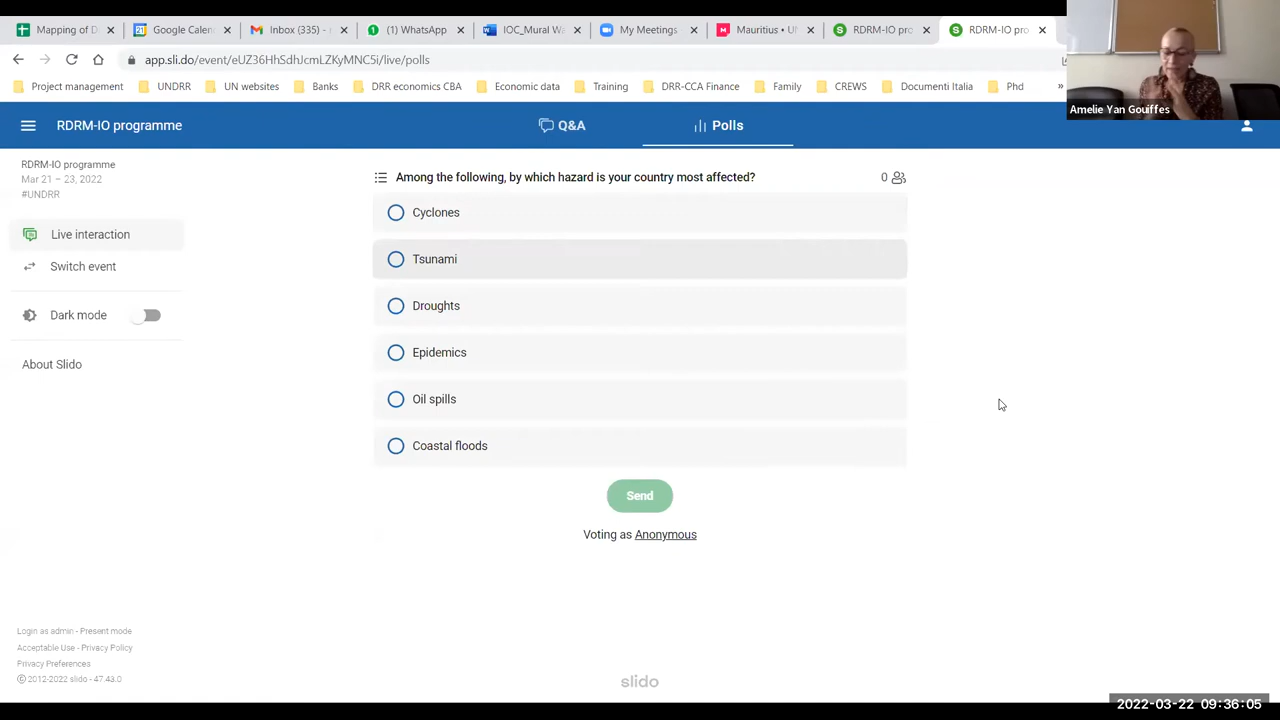 Mapping of D
Google Calen
Inbox (335) -
(1) WhatsApp
IOC_Mural Wa
My Meetings
Mauritius • U
RDRM-IO pro
RDRM-IO pro
app.sli.do/event/eUZ36HhSdhJcmLZKyMNC5i/live/polls
Project management
UNDRR
UN websites
Banks
DRR economics CBA
Economic data
Training
DRR-CCA Finance
Family
CREWS
Documenti Italia
Phd
»
Amelie Yan Gouiffes
RDRM-IO programme
Q&A
Polls
RDRM-IO programme
Mar 21 – 23, 2022
#UNDRR
Live interaction
Switch event
Dark mode
About Slido
Among the following, by which hazard is your country most affected?
0
Cyclones
Tsunami
Droughts
Epidemics
Oil spills
Coastal floods
Send
Voting as Anonymous
Login as admin - Present mode
Acceptable Use - Privacy Policy
Privacy Preferences
© 2012-2022 slido - 47.43.0
slido
2022-03-22 09:36:05